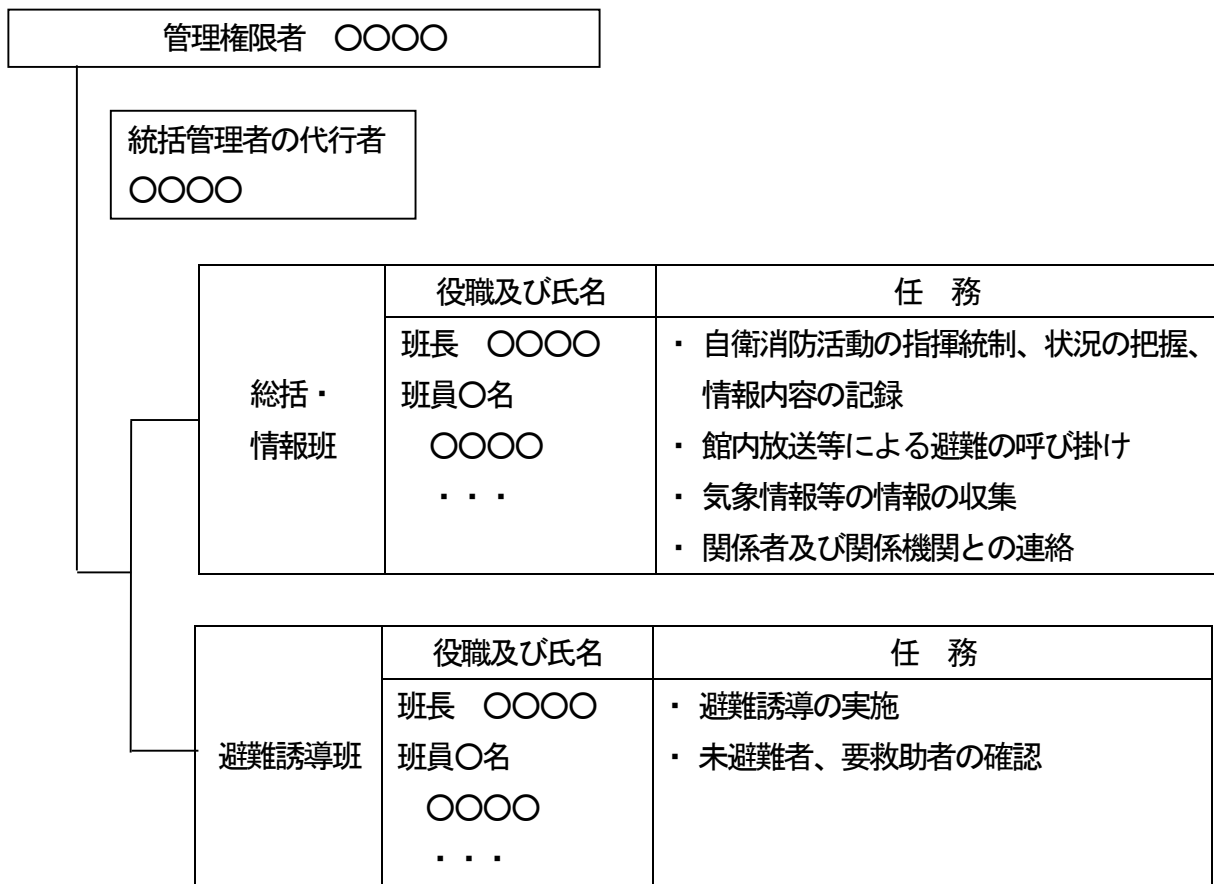 管理権限者　〇〇〇〇
統括管理者の代行者
〇〇〇〇
役職及び氏名　任　務
総括・
情報班
班長　〇〇〇〇
班員〇名
〇〇〇〇
・・・
・ 自衛消防活動の指揮統制、状況の把握、
情報内容の記録
・ 館内放送等による避難の呼び掛け
・ 気象情報等の情報の収集
・ 関係者及び関係機関との連絡
役職及び氏名　任　務
避難誘導班
班長　〇〇〇〇
班員〇名
〇〇〇〇
・・・
・ 避難誘導の実施
・ 未避難者、要救助者の確認